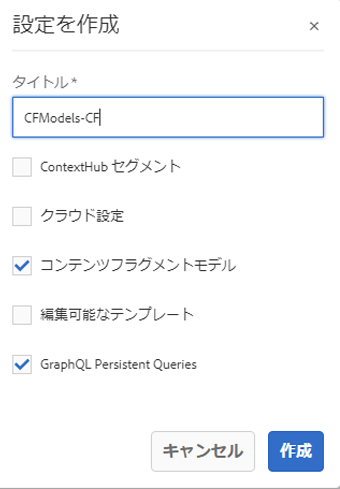 設定を作成
タイトル*
CFModels-CF
ContextHub セグメント
クラウド設定
コンテンツフラグメントモデル
編集可能なテンプレート
GraphQL Persistent Queries
キャンセル 作成